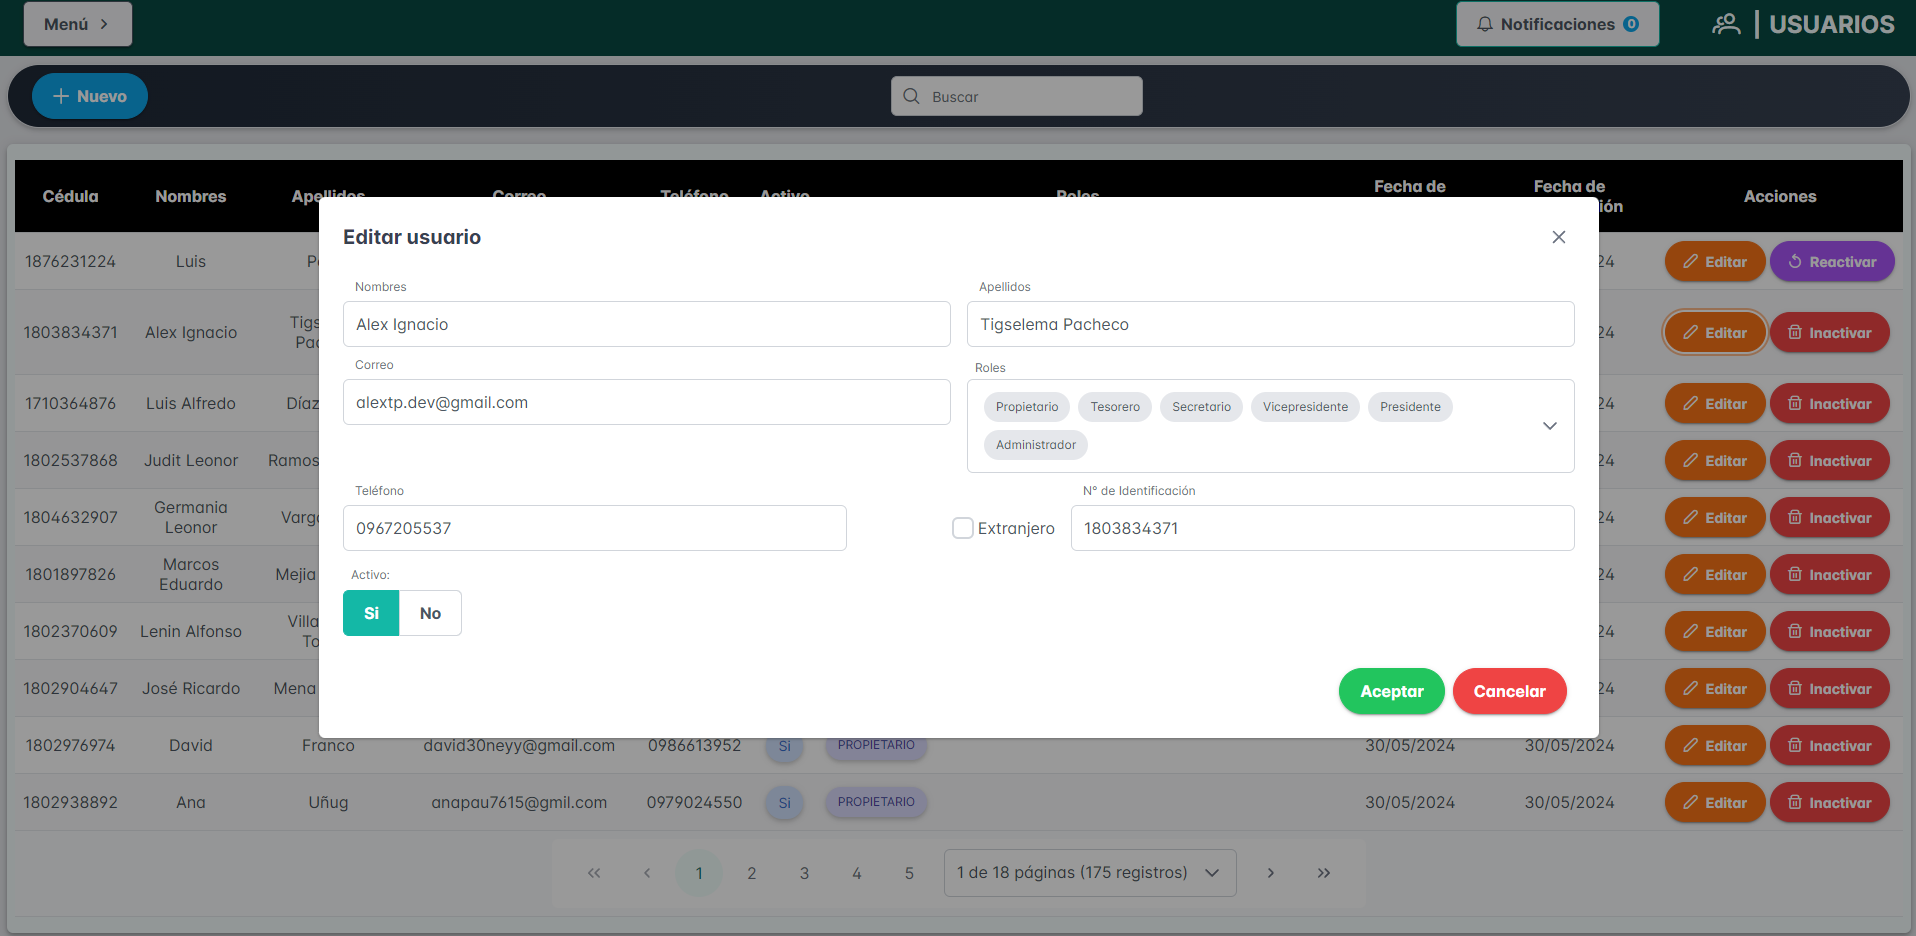 Menú
Notificaciones 0
USUARIOS
Nuevo
Buscar
Cédula Nombres Apellidos Correo Teléfono Activo Roles Fecha de Fecha de Acciones
Editar usuario
Nombres Apellidos
Alex Ignacio Tigselema Pacheco
Correo Roles
alextp.dev@gmail.com
Propietario Tesorero Secretario Vicepresidente Presidente
Administrador
Teléfono N° de Identificación
0967205537 Extranjero 1803834371
Activo:
Si No
Aceptar Cancelar
1876231224 Luis 24 Editar Reactivar
1803834371 Alex Ignacio 24 Editar Inactivar
1710364876 Luis Alfredo Díaz 24 Editar Inactivar
1802537868 Judit Leonor Ramos 24 Editar Inactivar
1804632907 Germania Leonor 24 Editar Inactivar
1801897826 Marcos Eduardo Mejia 24 Editar Inactivar
1802370609 Lenin Alfonso 24 Editar Inactivar
1802904647 José Ricardo Mena 24 Editar Inactivar
1802976974 David Franco david30neyy@gmail.com 0986613952 Si PROPIETARIO 30/05/2024 30/05/2024 Editar Inactivar
1802938892 Ana Uñug anapau7615@gmil.com 0979024550 Si PROPIETARIO 30/05/2024 30/05/2024 Editar Inactivar
1 2 3 4 5 1 de 18 páginas (175 registros)